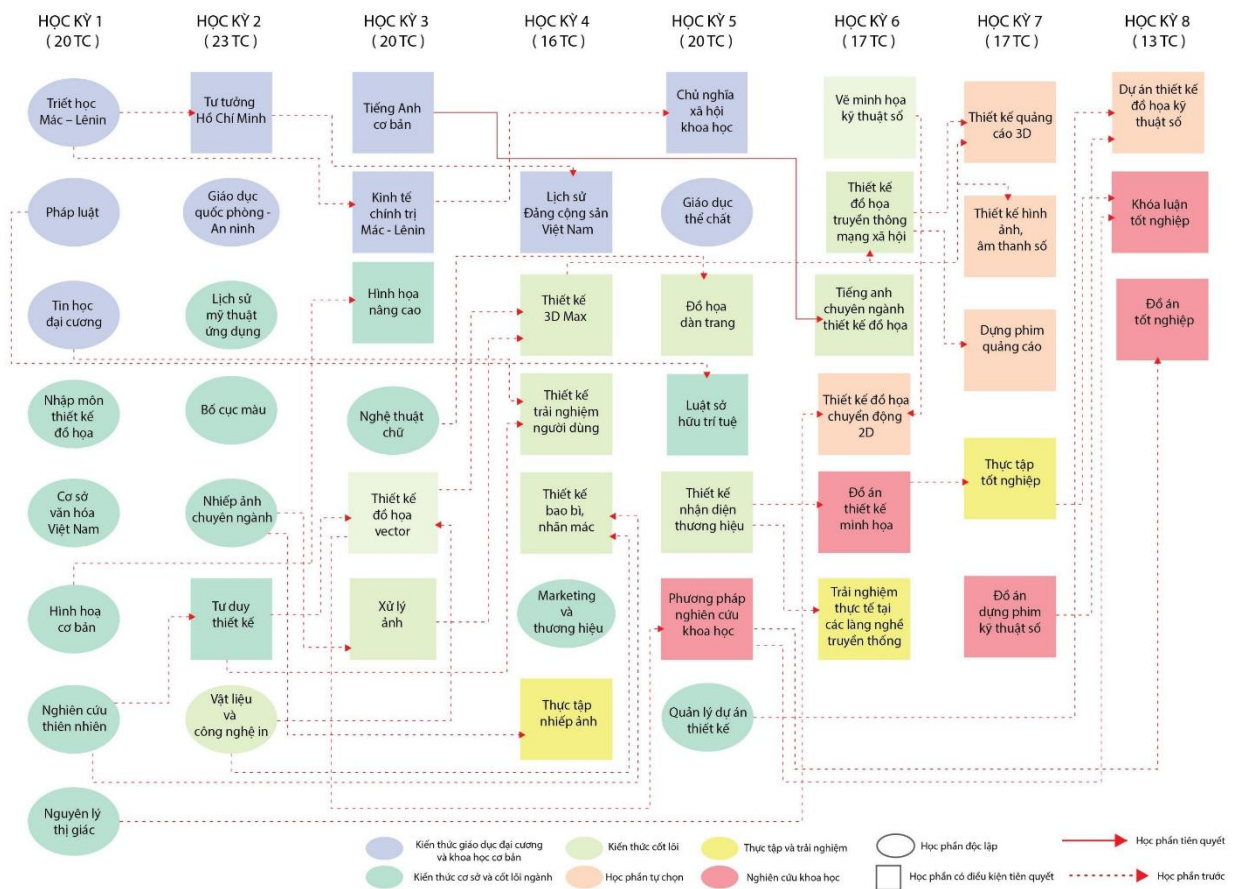 HỌC KỲ 1
( 20 TC )
HỌC KỲ 2
( 23 TC )
HỌC KỲ 3
( 20 TC )
HỌC KỲ 4
( 16 TC )
HỌC KỲ 5
( 20 TC )
HỌC KỲ 6
( 17 TC )
HỌC KỲ 7
( 17 TC )
HỌC KỲ 8
( 13 TC )
Triết học
Mác – Lênin
Pháp luật
Tin học
đại cương
Nhập môn
thiết kế
đồ họa
Cơ sở
văn hóa
Việt Nam
Hình hoạ
cơ bản
Nghiên cứu
thiên nhiên
Nguyên lý
thị giác
Tư tưởng
Hồ Chí Minh
Giáo dục
quốc phòng -
An ninh
Lịch sử
mỹ thuật
ứng dụng
Bố cục màu
Nhiếp ảnh
chuyên ngành
Tư duy
thiết kế
Vật liệu
và
công nghệ in
Tiếng Anh
cơ bản
Kinh tế
chính trị
Mác - Lênin
Hình họa
nâng cao
Nghệ thuật
chữ
Thiết kế
đồ họa
vector
Xử lý
ảnh
Lịch sử
Đảng cộng sản
Việt Nam
Thiết kế
3D Max
Thiết kế
trải nghiệm
người dùng
Thiết kế
bao bì,
nhãn mác
Marketing
và
thương hiệu
Thực tập
nhiếp ảnh
Chủ nghĩa
xã hội
khoa học
Giáo dục
thể chất
Đồ họa
dàn trang
Luật sở
hữu trí tuệ
Thiết kế
nhận diện
thương hiệu
Phương pháp
nghiên cứu
khoa học
Quản lý dự án
thiết kế
Vẽ minh họa
kỹ thuật số
Thiết kế
đồ họa
truyền thông
mạng xã hội
Tiếng anh
chuyên ngành
thiết kế đồ họa
Thiết kế đồ họa
chuyển động
2D
Đồ án
thiết kế
minh họa
Trải nghiệm
thực tế tại
các làng nghề
truyền thống
Thiết kế quảng
cáo 3D
Thiết kế hình
ảnh,
âm thanh số
Dựng phim
quảng cáo
Thực tập
tốt nghiệp
Đồ án
dựng phim
kỹ thuật số
Dự án thiết kế
đồ họa kỹ
thuật số
Khóa luận
tốt nghiệp
Đồ án
tốt nghiệp
Kiến thức giáo dục đại cương
và khoa học cơ bản
Kiến thức cốt lõi
Thực tập và trải nghiệm
Học phần độc lập
Học phần tiên quyết
Kiến thức cơ sở và cốt lõi ngành
Học phần tự chọn
Nghiên cứu khoa học
Học phần có điều kiện tiên quyết
Học phần trước